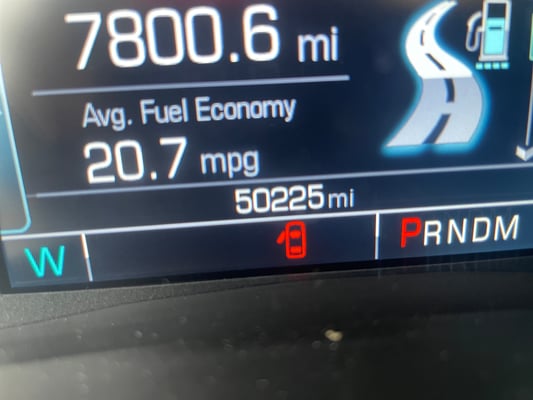 7800.6 mi
Avg. Fuel Economy
20.7 mpg
50225 mi
W
PRNDM